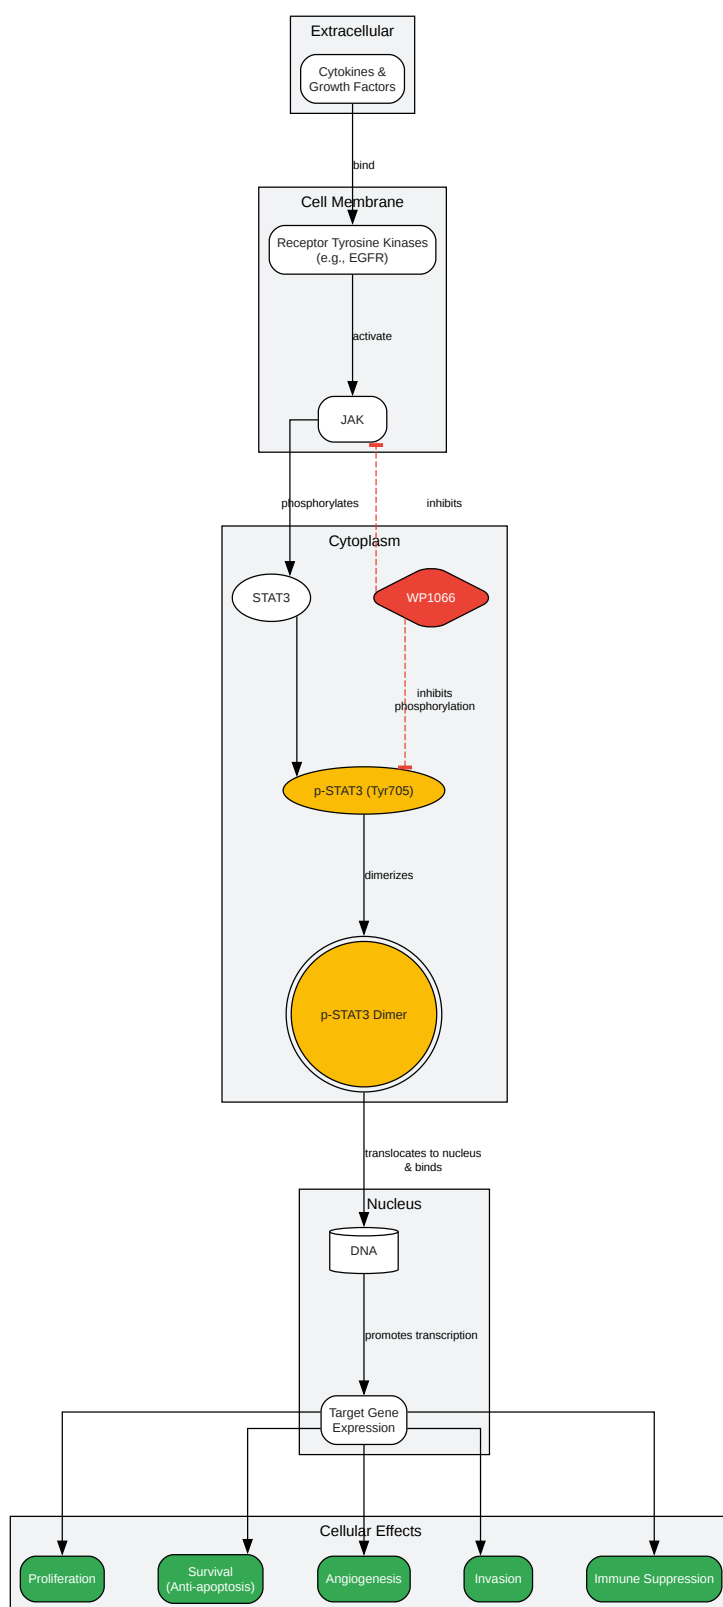 Extracellular
Cytokines &
Growth Factors
bind
Cell Membrane
Receptor Tyrosine Kinases
(e.g., EGFR)
activate
JAK
phosphorylates
inhibits
Cytoplasm
STAT3
WP1066
inhibits
phosphorylation
p-STAT3 (Tyr705)
dimerizes
p-STAT3 Dimer
translocates to nucleus
& binds
Nucleus
DNA
promotes transcription
Target Gene
Expression
Cellular Effects
Proliferation
Survival
(Anti-apoptosis)
Angiogenesis
Invasion
Immune Suppression